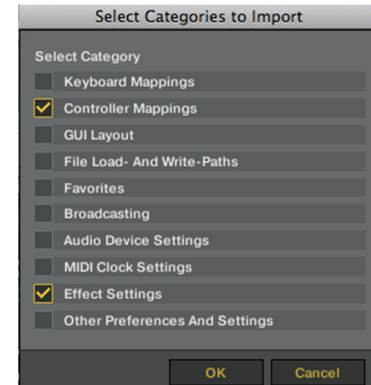 Select Categories to Import
Select Category
Keyboard Mappings
Controller Mappings
GUI Layout
File Load- And Write-Paths
Favorites
Broadcasting
Audio Device Settings
MIDI Clock Settings
Effect Settings
Other Preferences And Settings
OK Cancel